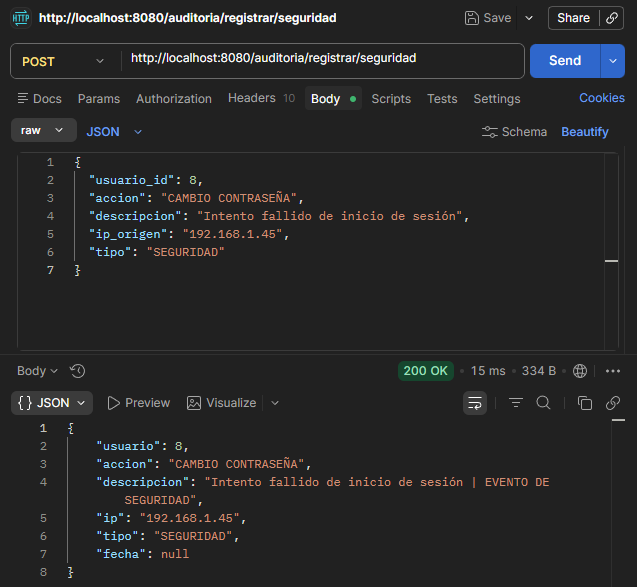 HTTP http://localhost:8080/auditoria/registrar/seguridad Save Share
POST http://localhost:8080/auditoria/registrar/seguridad Send
Docs Params Authorization Headers 10 Body Scripts Tests Settings Cookies
raw JSON Schema Beautify
1 {
2 "usuario_id": 8,
3 "accion": "CAMBIO CONTRASEÑA",
4 "descripcion": "Intento fallido de inicio de sesión",
5 "ip_origen": "192.168.1.45",
6 "tipo": "SEGURIDAD"
7 }
Body 200 OK • 15 ms • 334 B
{} JSON Preview Visualize
1 {
2 "usuario": 8,
3 "accion": "CAMBIO CONTRASEÑA",
4 "descripcion": "Intento fallido de inicio de sesión | EVENTO DE
SEGURIDAD",
5 "ip": "192.168.1.45",
6 "tipo": "SEGURIDAD",
7 "fecha": null
8 }